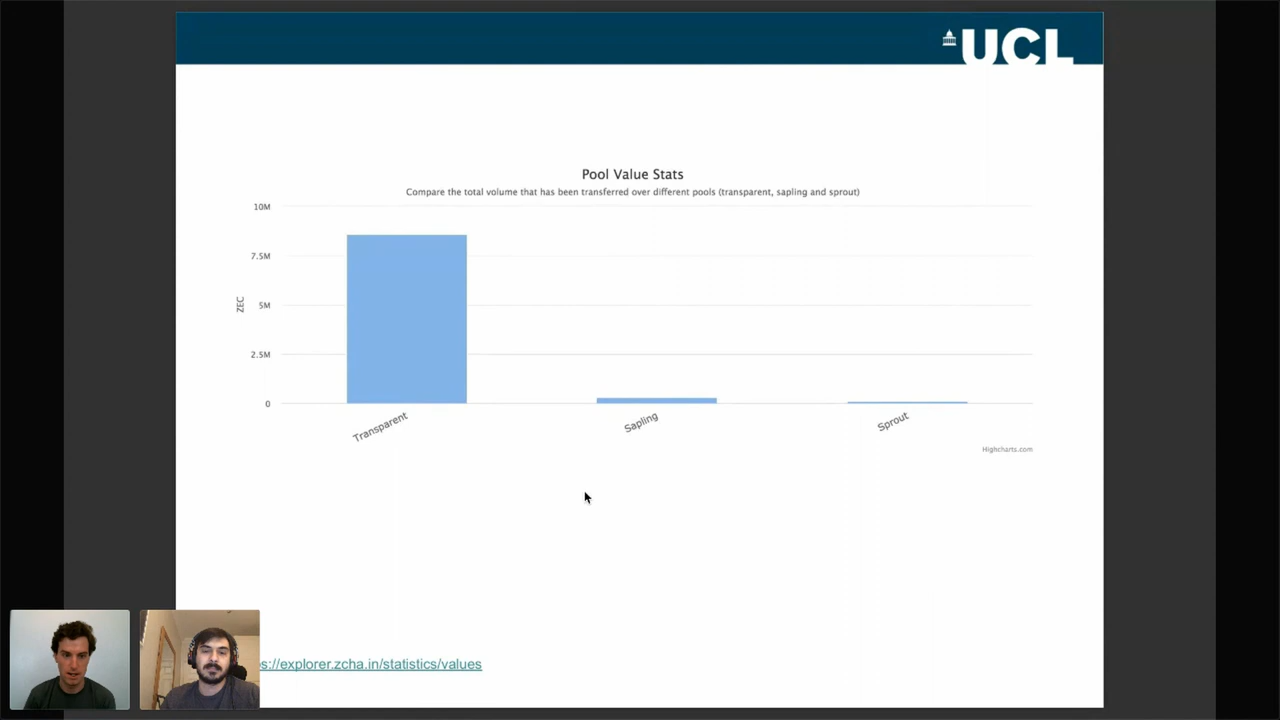 UCL
Pool Value Stats
Compare the total volume that has been transferred over different pools (transparent, sapling and sprout)
10M
7.5M
ZEC
5M
2.5M
0
Transparent
Sapling
Sprout
Highcharts.com
ps://explorer.zcha.in/statistics/values